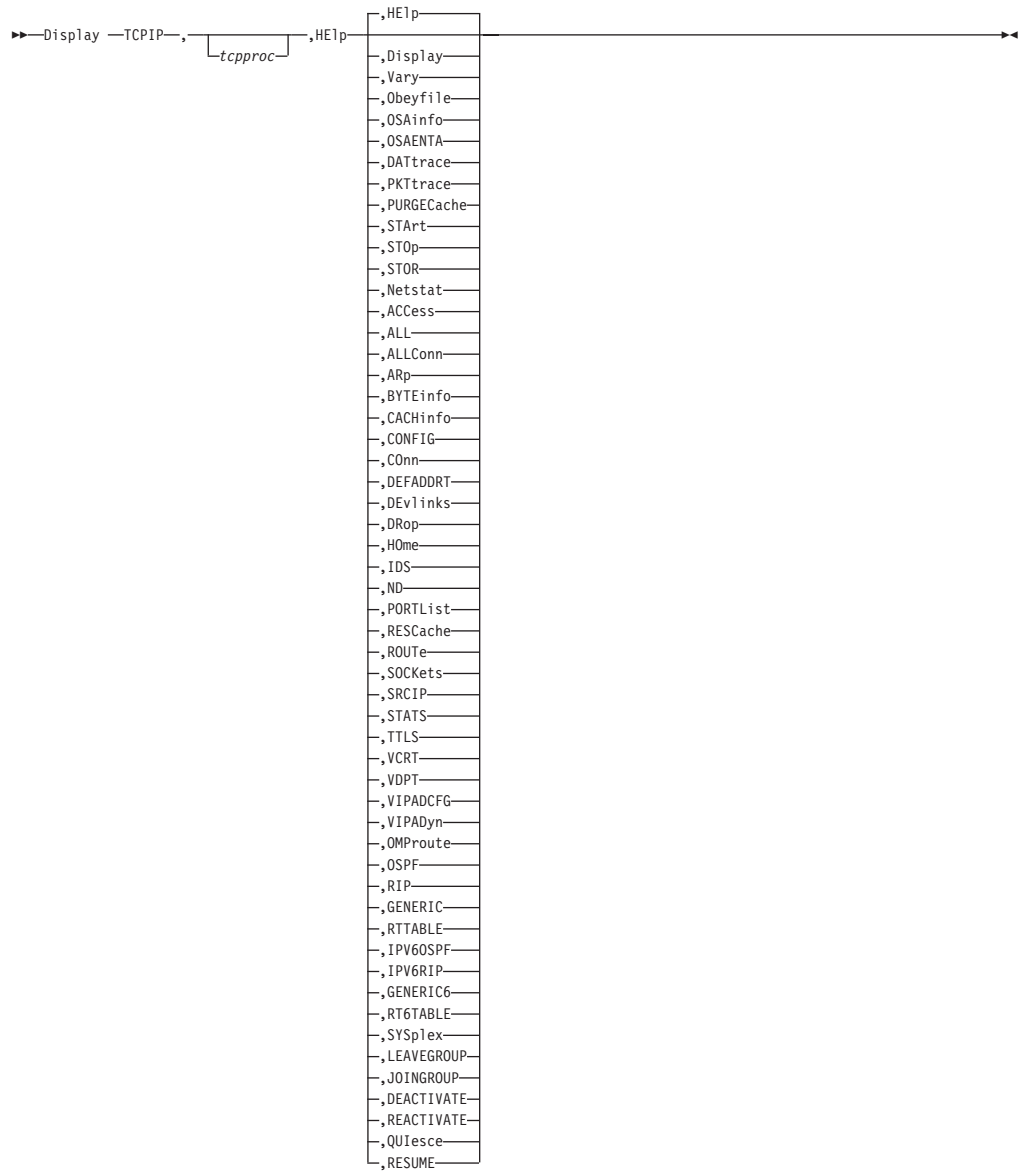 ,HElp
Display TCPIP , ,HElp
tcpproc
,Display
,Vary
,Obeyfile
,OSAinfo
,OSAENTA
,DATtrace
,PKTtrace
,PURGECache
,STArt
,STOp
,STOR
,Netstat
,ACCess
,ALL
,ALLConn
,ARp
,BYTEinfo
,CACHinfo
,CONFIG
,COnn
,DEFADDRT
,DEvlinks
,DRop
,HOme
,IDS
,ND
,PORTList
,RESCache
,ROUTe
,SOCKets
,SRCIP
,STATS
,TTLS
,VCRT
,VDPT
,VIPADCFG
,VIPADyn
,OMProute
,OSPF
,RIP
,GENERIC
,RTTABLE
,IPV6OSPF
,IPV6RIP
,GENERIC6
,RT6TABLE
,SYSplex
,LEAVEGROUP
,JOINGROUP
,DEACTIVATE
,REACTIVATE
,QUIesce
,RESUME